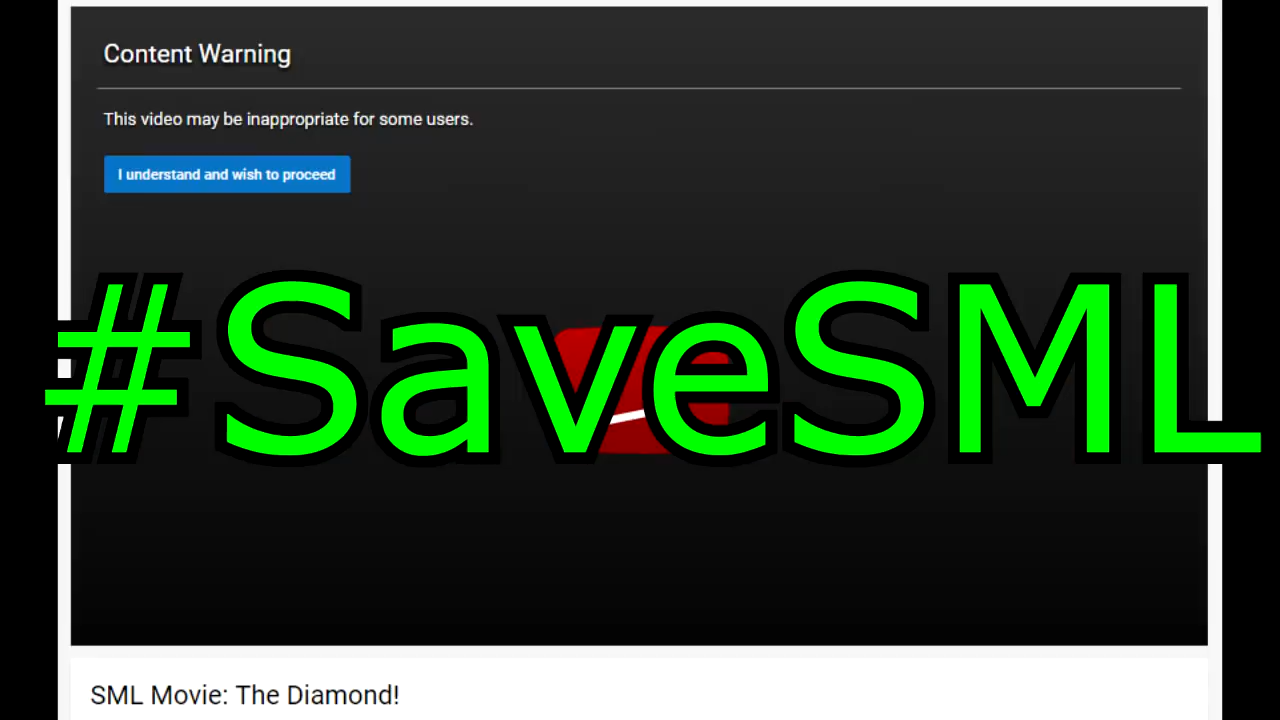 Content Warning
This video may be inappropriate for some users.
I understand and wish to proceed
#SaveSML
SML Movie: The Diamond!